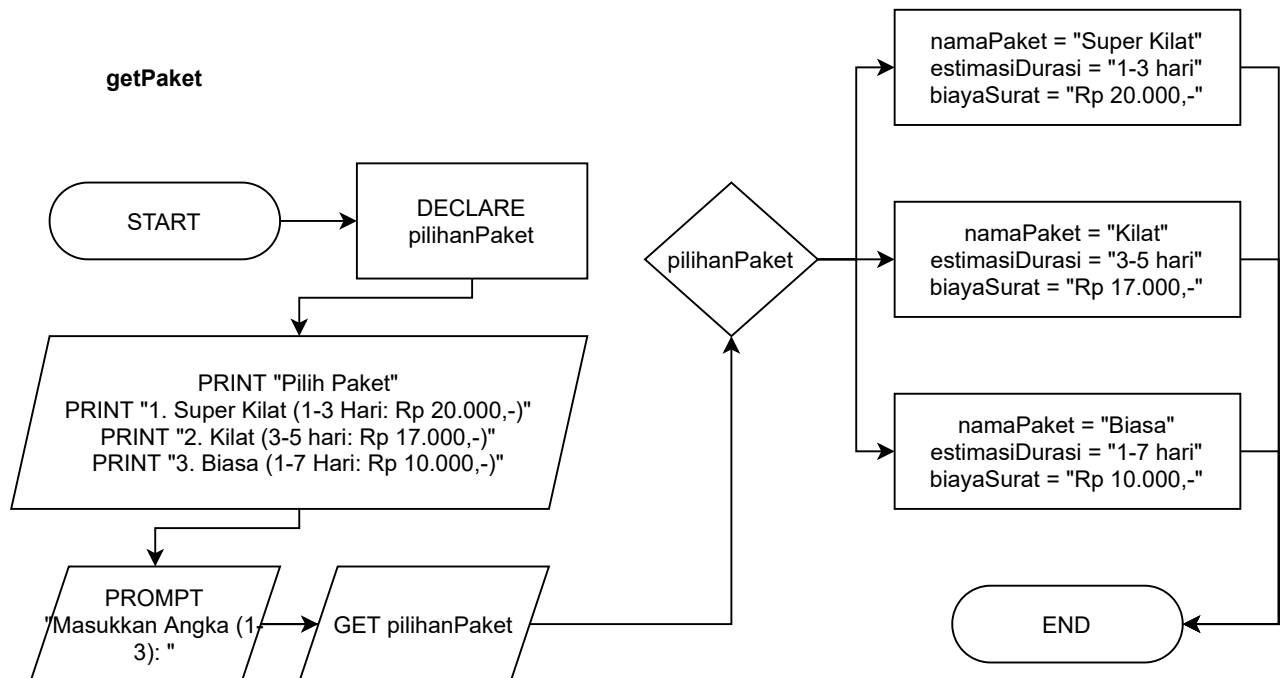 getPaket
START
DECLARE
pilihanPaket
PRINT "Pilih Paket"
PRINT "1. Super Kilat (1-3 Hari: Rp 20.000,-)"
PRINT "2. Kilat (3-5 hari: Rp 17.000,-)"
PRINT "3. Biasa (1-7 Hari: Rp 10.000,-)"
PROMPT
"Masukkan Angka (1-
3): "
GET pilihanPaket
pilihanPaket
namaPaket = "Super Kilat"
estimasiDurasi = "1-3 hari"
biayaSurat = "Rp 20.000,-"
namaPaket = "Kilat"
estimasiDurasi = "3-5 hari"
biayaSurat = "Rp 17.000,-"
namaPaket = "Biasa"
estimasiDurasi = "1-7 hari"
biayaSurat = "Rp 10.000,-"
END